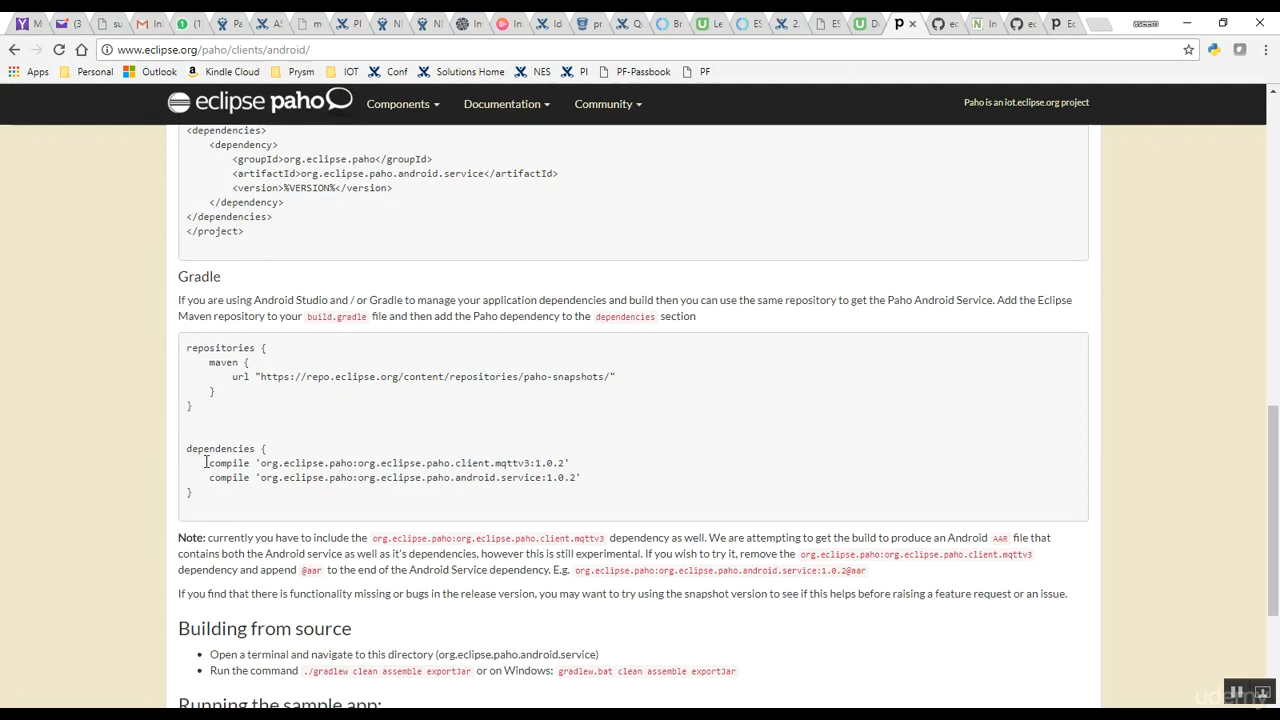 www.eclipse.org/paho/clients/android/
Apps Personal Outlook Kindle Cloud Prysm IOT Conf Solutions Home NES PI PF-Passbook PF
eclipse paho Components Documentation Community Paho is an iot.eclipse.org project
<dependencies>
<dependency>
<groupId>org.eclipse.paho</groupId>
<artifactId>org.eclipse.paho.android.service</artifactId>
<version>%VERSION%</version>
</dependency>
</dependencies>
</project>
Gradle
If you are using Android Studio and / or Gradle to manage your application dependencies and build then you can use the same repository to get the Paho Android Service. Add the Eclipse
Maven repository to your build.gradle file and then add the Paho dependency to the dependencies section
repositories {
maven {
url "https://repo.eclipse.org/content/repositories/paho-snapshots/"
}
}
dependencies {
compile 'org.eclipse.paho:org.eclipse.paho.client.mqttv3:1.0.2'
compile 'org.eclipse.paho:org.eclipse.paho.android.service:1.0.2'
}
Note: currently you have to include the org.eclipse.paho:org.eclipse.paho.client.mqttv3 dependency as well. We are attempting to get the build to produce an Android AAR file that
contains both the Android service as well as it's dependencies, however this is still experimental. If you wish to try it, remove the org.eclipse.paho:org.eclipse.paho.client.mqttv3
dependency and append @aar to the end of the Android Service dependency. E.g. org.eclipse.paho:org.eclipse.paho.android.service:1.0.2@aar
If you find that there is functionality missing or bugs in the release version, you may want to try using the snapshot version to see if this helps before raising a feature request or an issue.
Building from source
• Open a terminal and navigate to this directory (org.eclipse.paho.android.service)
• Run the command ./gradlew clean assemble exportJar or on Windows: gradlew.bat clean assemble exportJar
Running the sample app:
udemy